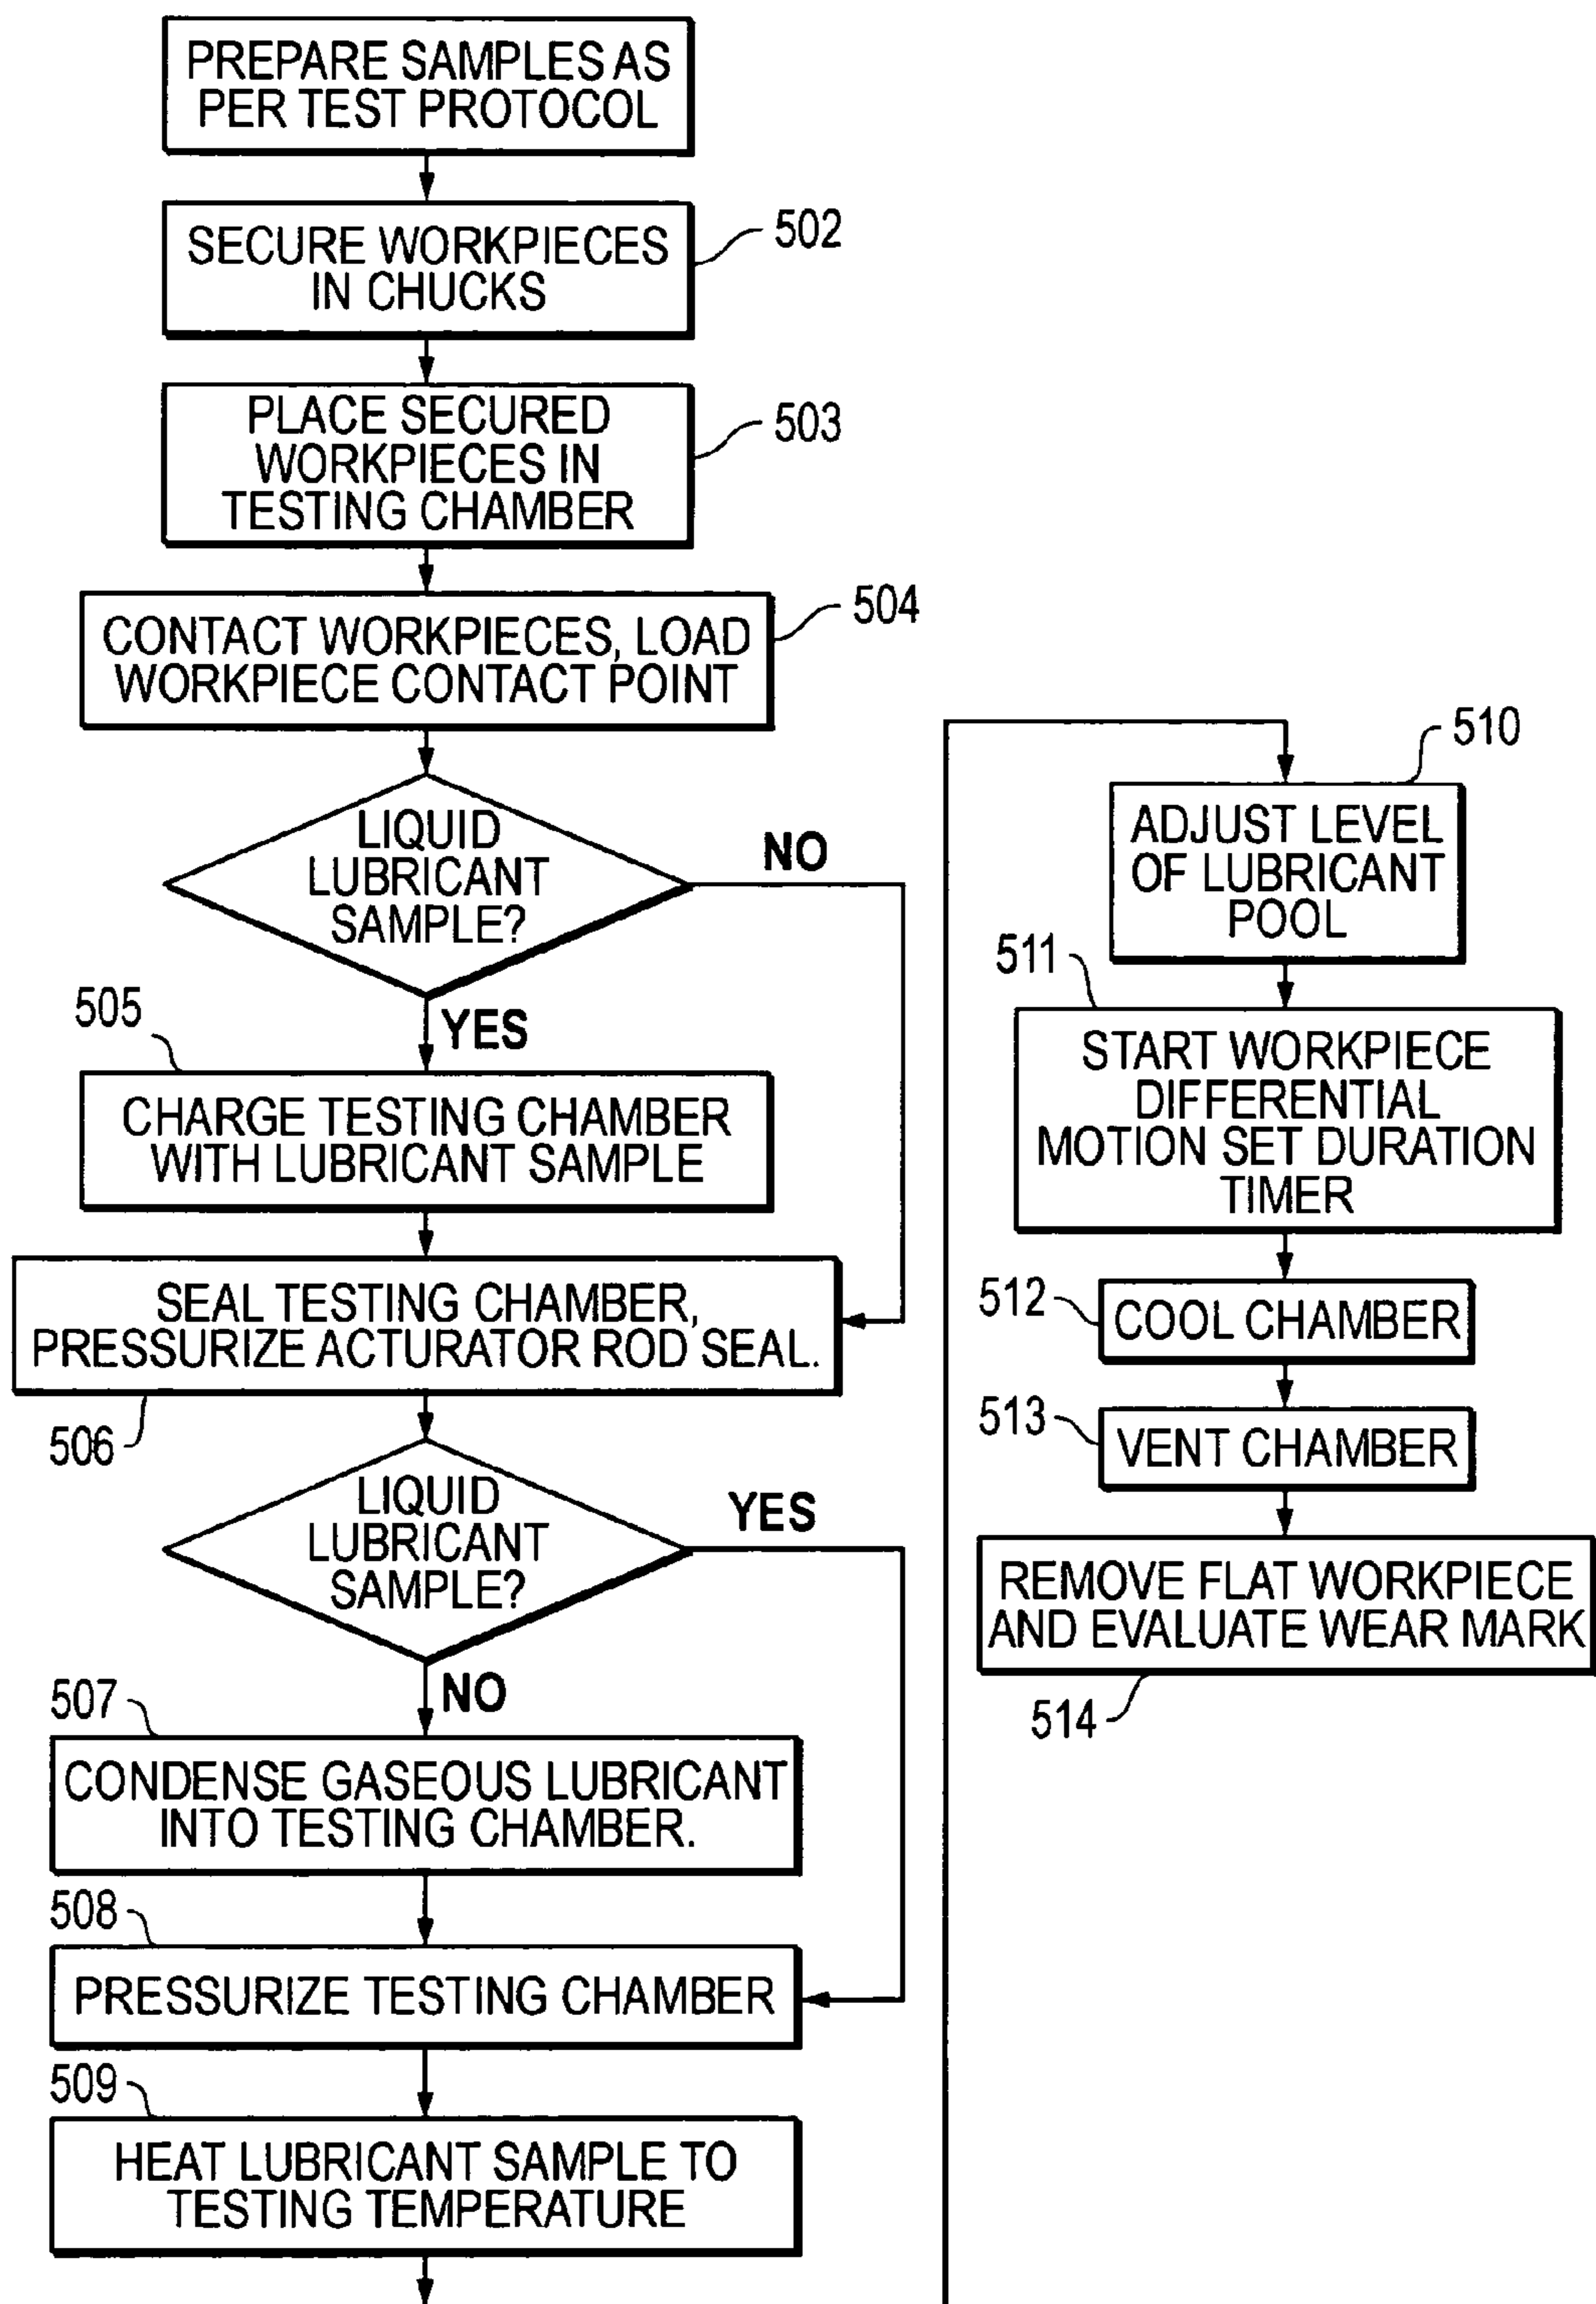 PREPARE SAMPLES AS
PER TEST PROTOCOL
SECURE WORKPIECES
IN CHUCKS
502
PLACE SECURED
WORKPIECES IN
TESTING CHAMBER
503
CONTACT WORKPIECES, LOAD
WORKPIECE CONTACT POINT
504
LIQUID
LUBRICANT
SAMPLE?
NO
YES
505
CHARGE TESTING CHAMBER
WITH LUBRICANT SAMPLE
SEAL TESTING CHAMBER,
PRESSURIZE ACTURATOR ROD SEAL.
506
LIQUID
LUBRICANT
SAMPLE?
YES
NO
507
CONDENSE GASEOUS LUBRICANT
INTO TESTING CHAMBER.
508
PRESSURIZE TESTING CHAMBER
509
HEAT LUBRICANT SAMPLE TO
TESTING TEMPERATURE
510
ADJUST LEVEL
OF LUBRICANT
POOL
511
START WORKPIECE
DIFFERENTIAL
MOTION SET DURATION
TIMER
512
COOL CHAMBER
513
VENT CHAMBER
REMOVE FLAT WORKPIECE
AND EVALUATE WEAR MARK
514